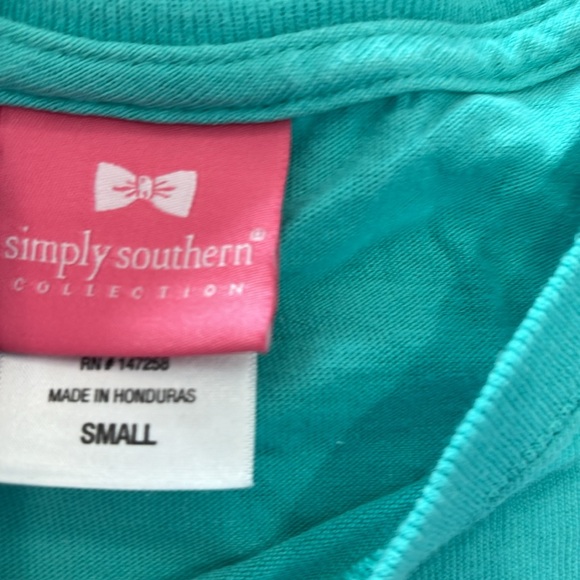 simply southern®
COLLECTION
RN # 147258
MADE IN HONDURAS
SMALL